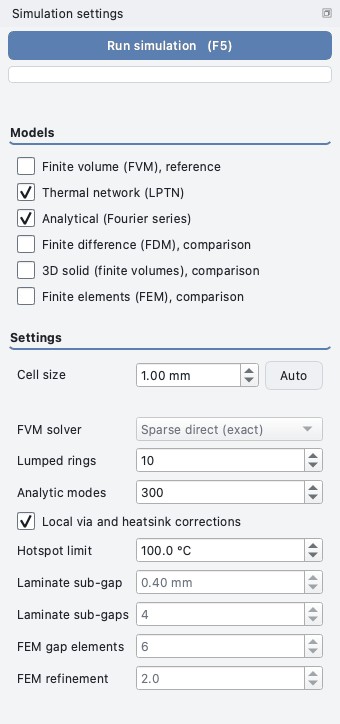 Simulation settings
Run simulation (F5)
Models
Finite volume (FVM), reference
Thermal network (LPTN)
Analytical (Fourier series)
Finite difference (FDM), comparison
3D solid (finite volumes), comparison
Finite elements (FEM), comparison
Settings
Cell size 1.00 mm Auto
FVM solver Sparse direct (exact)
Lumped rings 10
Analytic modes 300
Local via and heatsink corrections
Hotspot limit 100.0 °C
Laminate sub-gap 0.40 mm
Laminate sub-gaps 4
FEM gap elements 6
FEM refinement 2.0